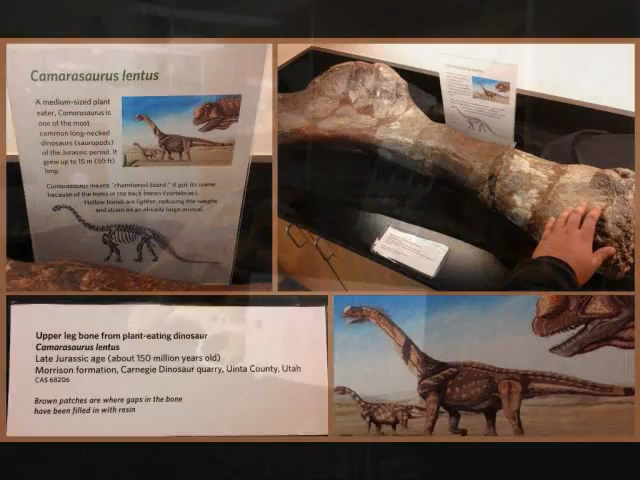 Camarasaurus lentus
A medium-sized plant
eater, Camarasaurus is
one of the most
common long-necked
dinosaurs (sauropods)
of the Jurassic period. It
grew up to 15 m (50 ft)
long.
Camarasaurus means "chambered lizard." It got its name
because of the holes in the back bones (vertebrae).
Hollow bones are lighter, reducing the weight
and strain on an already large animal.
Upper leg bone from plant-eating dinosaur
Camarasaurus lentus
Late Jurassic age (about 150 million years old)
Morrison formation, Carnegie Dinosaur quarry, Uinta County, Utah
CAS 68206
Brown patches are where gaps in the bone
have been filled in with resin